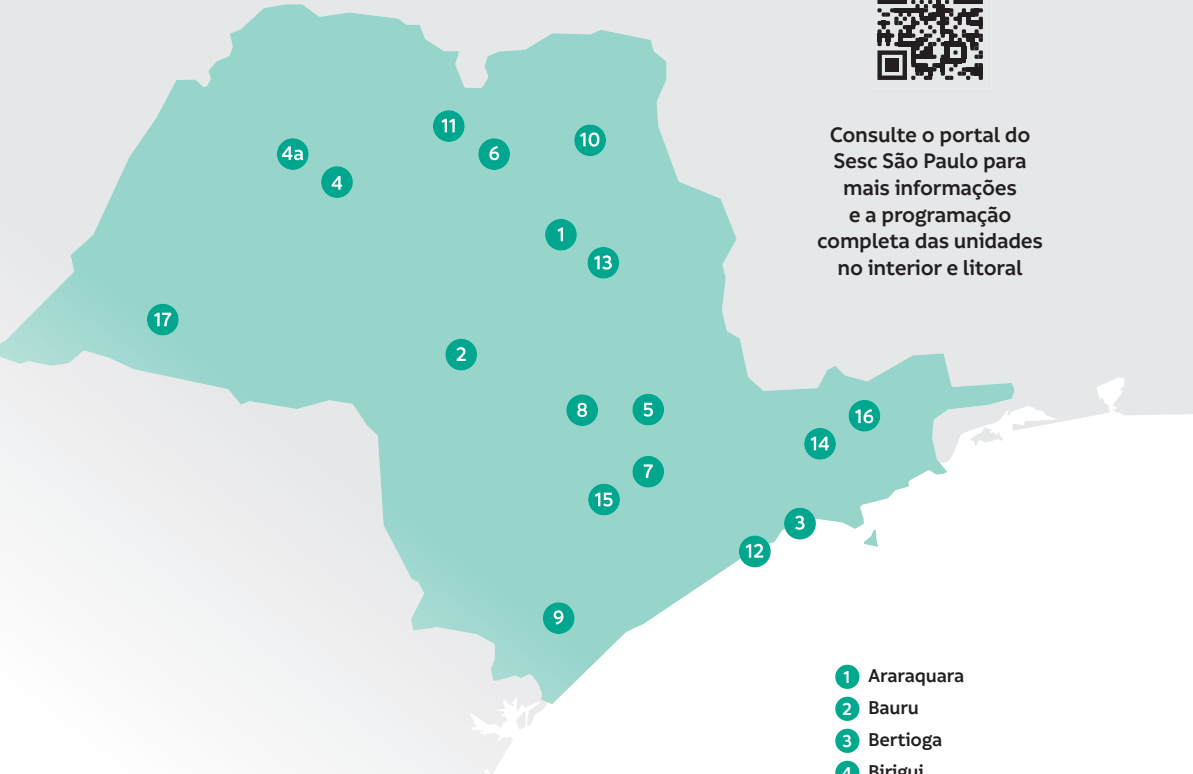 Consulte o portal do
Sesc São Paulo para
mais informações
e a programação
completa das unidades
no interior e litoral
11
10
4a
6
4
1
13
17
2
8
5
16
14
7
15
3
12
9
1 Araraquara
2 Bauru
3 Bertioga
4 Birigui